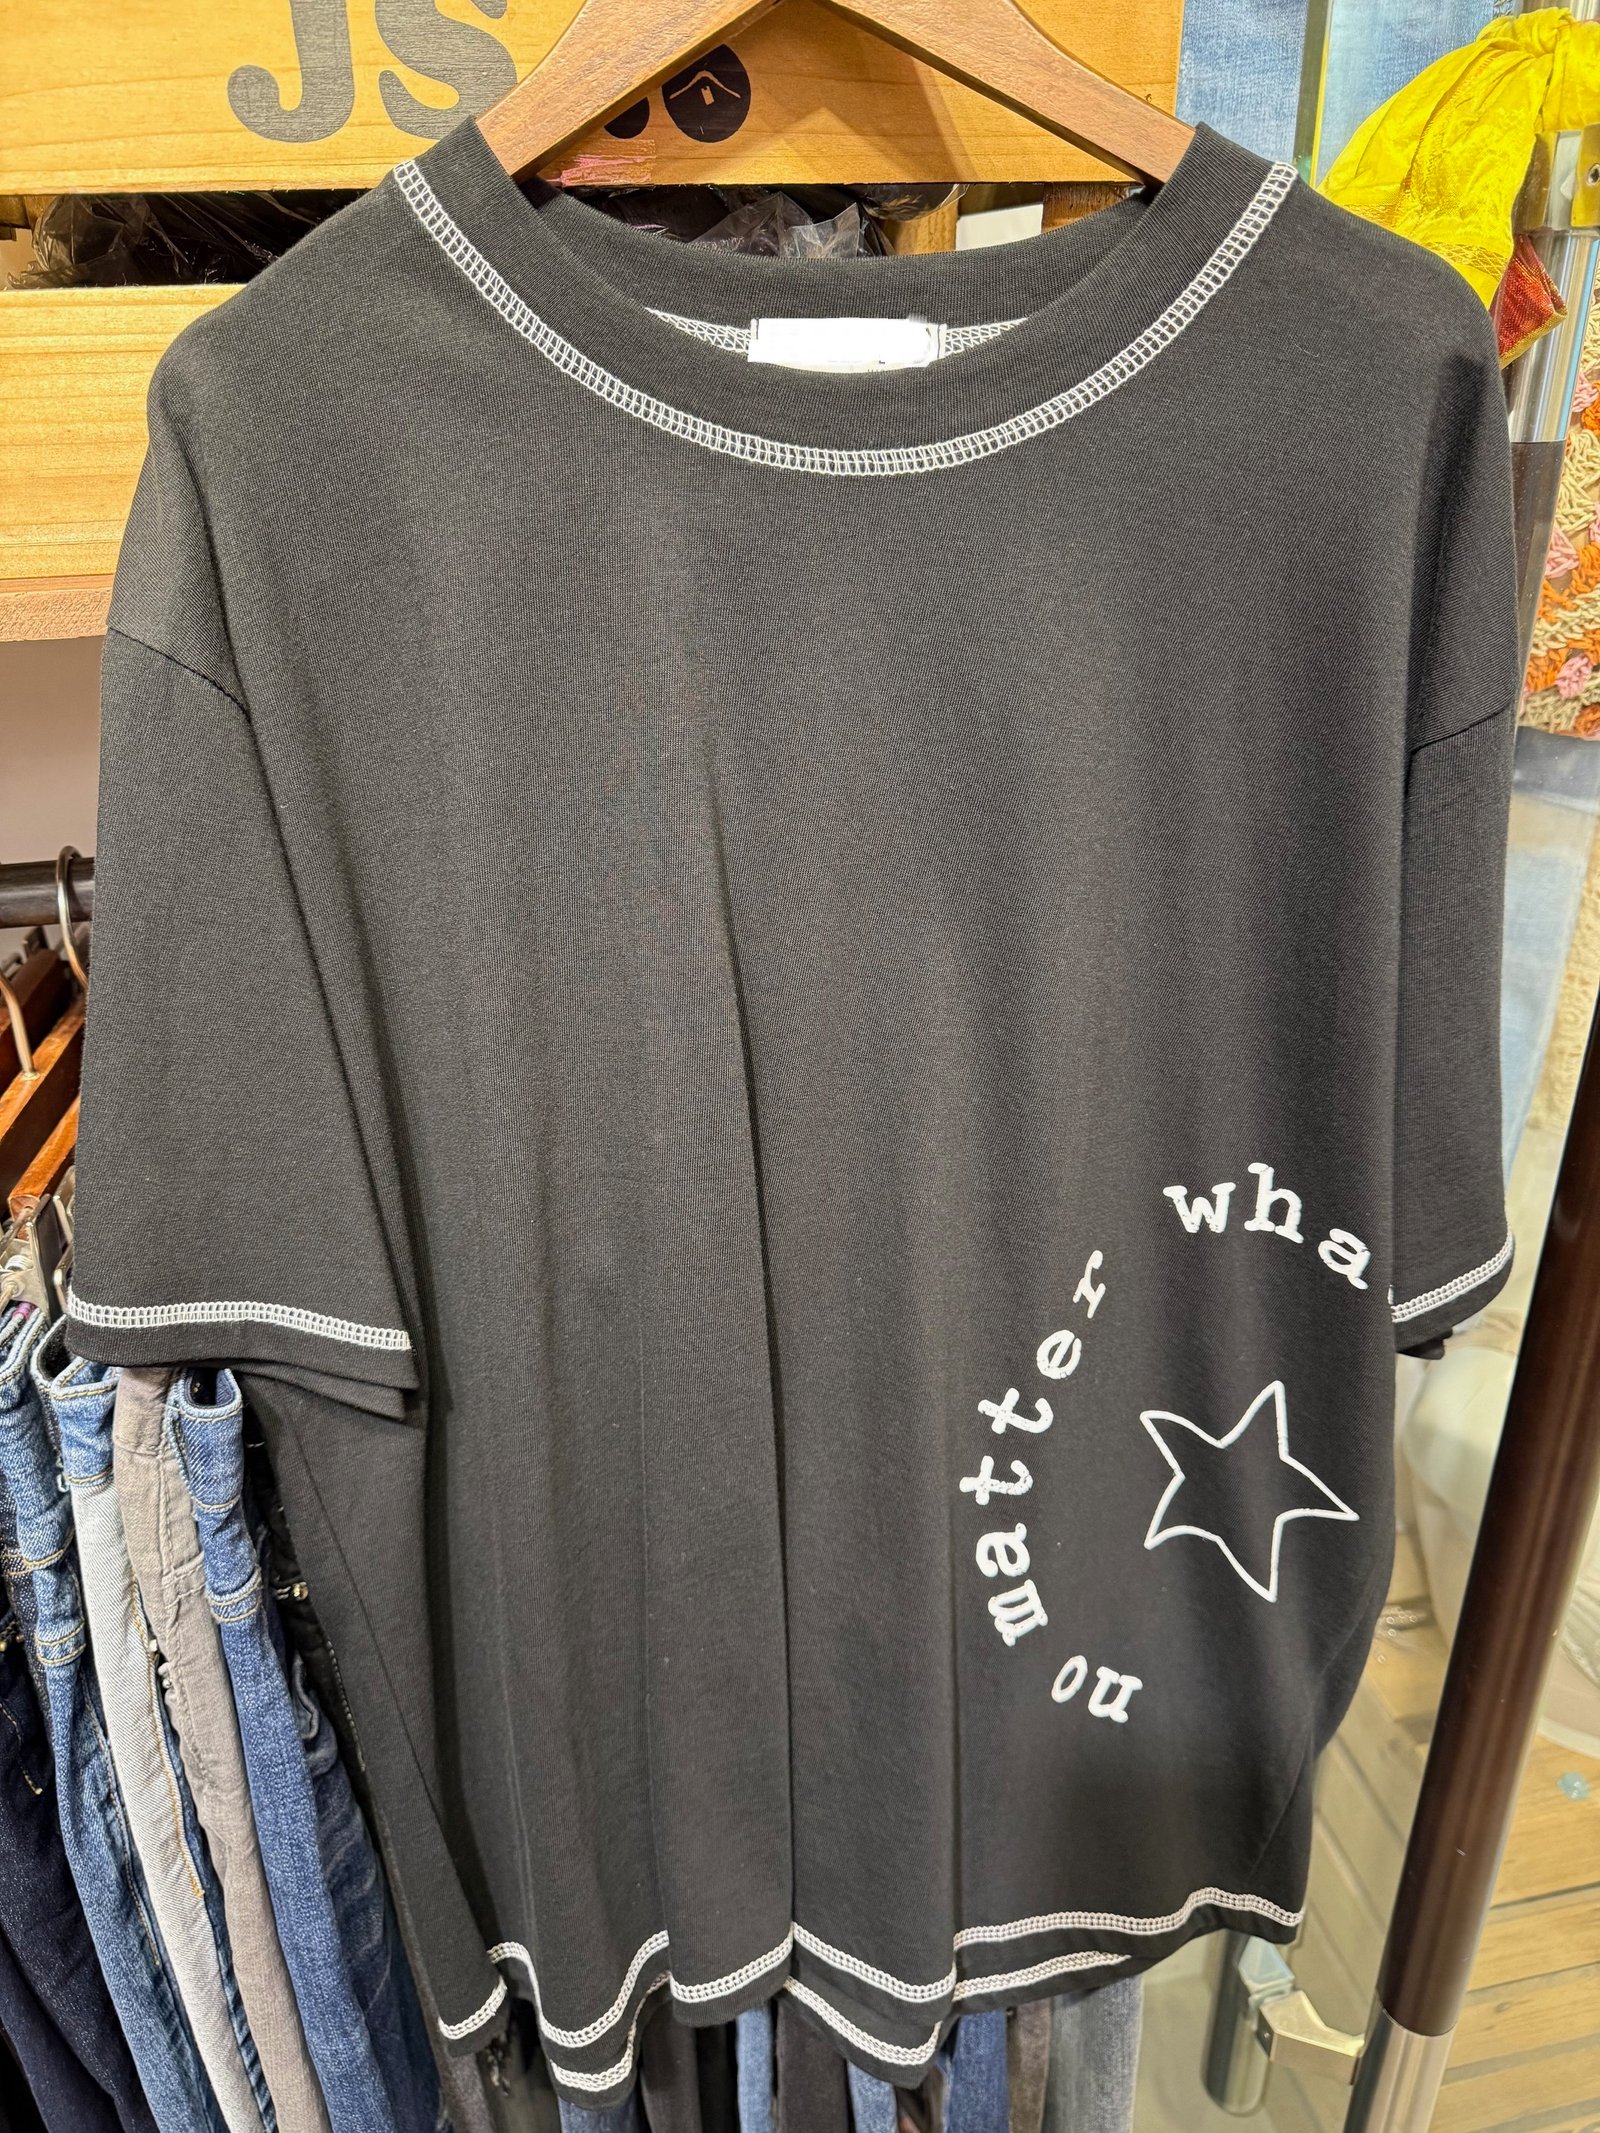 JS
no matter wha